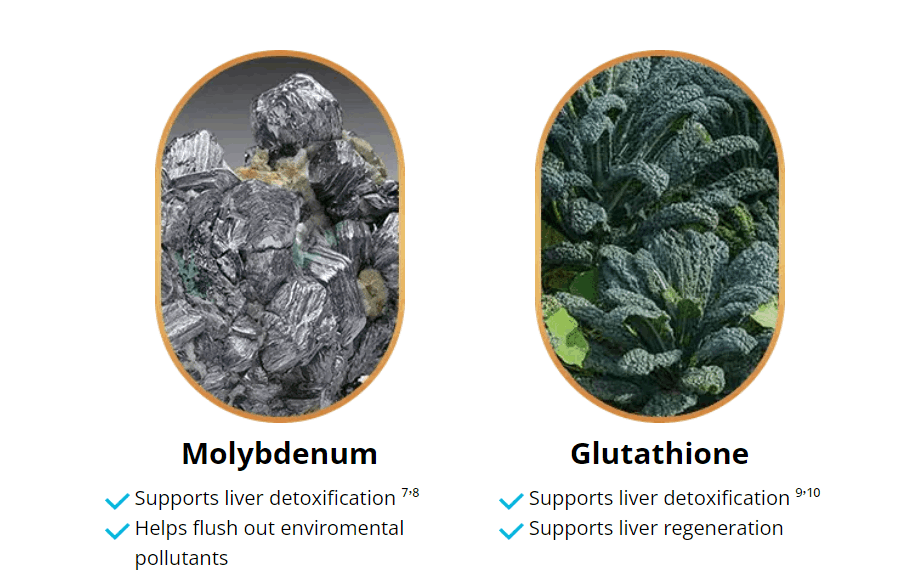 Molybdenum
Supports liver detoxification 7,8
Helps flush out enviromental
pollutants
Glutathione
Supports liver detoxification 9,10
Supports liver regeneration